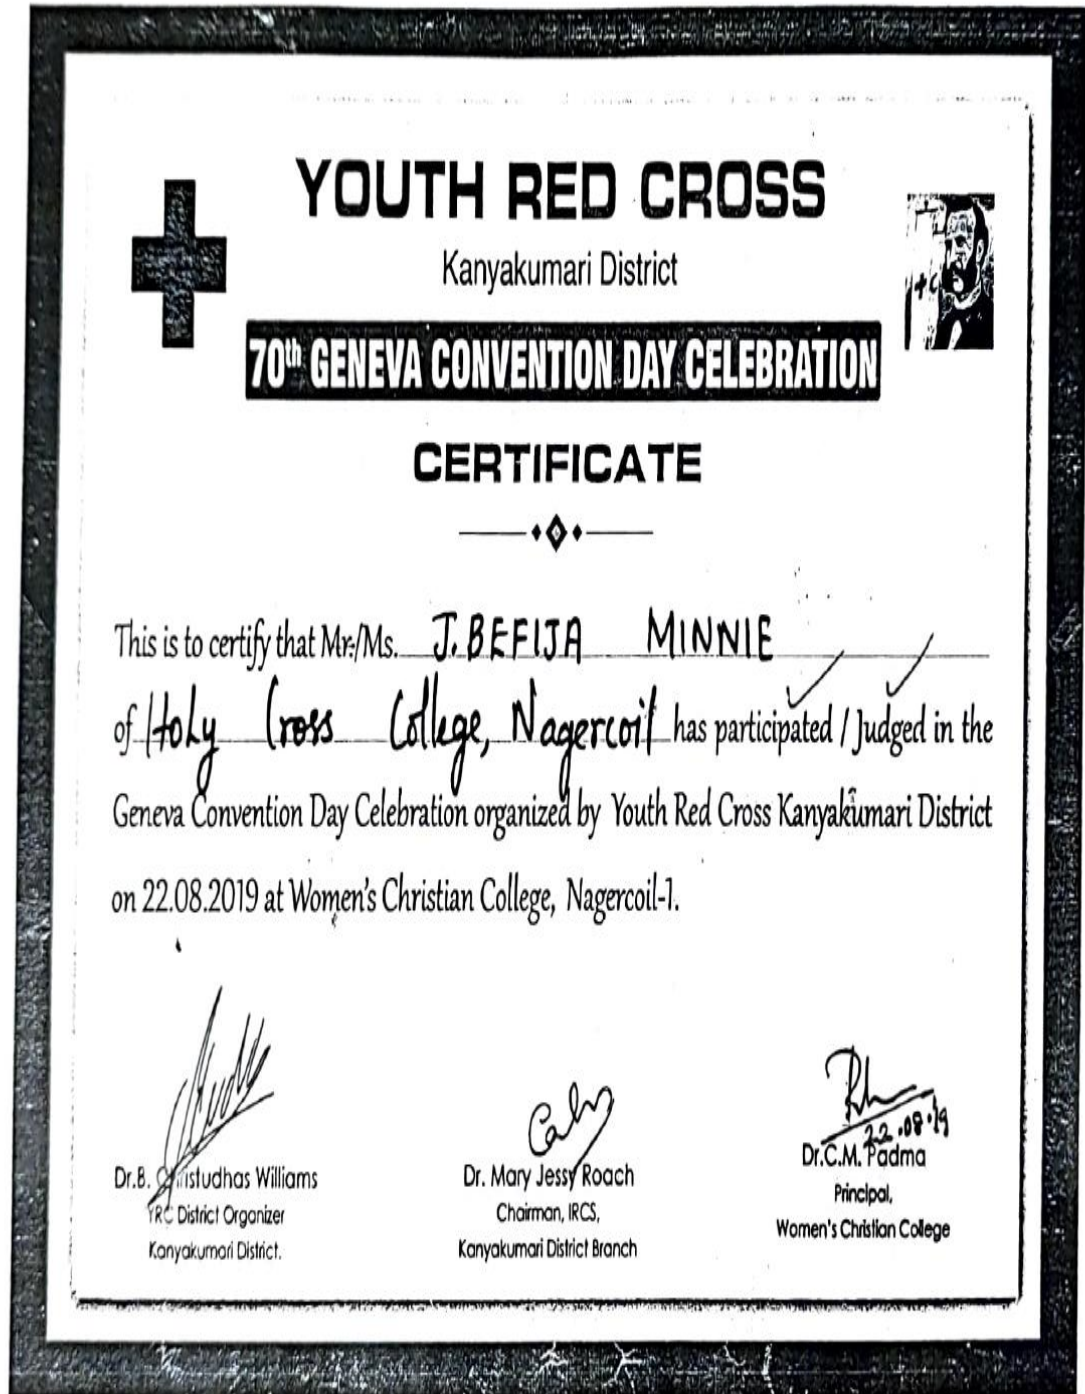 YOUTH RED CROSS
Kanyakumari District
70th GENEVA CONVENTION DAY CELEBRATION
CERTIFICATE
This is to certify that Mr./Ms. J. BEFIJA MINNIE
of Holy Cross College, Nagercoil has participated / Judged in the
Geneva Convention Day Celebration organized by Youth Red Cross Kanyakumari District
on 22.08.2019 at Women's Christian College, Nagercoil-1.
22.08.19
Dr.B. Christudhas Williams
YRC District Organizer
Kanyakumari District.
Dr. Mary Jessy Roach
Chairman, IRCS,
Kanyakumari District Branch
Dr.C.M. Padma
Principal,
Women's Christian College